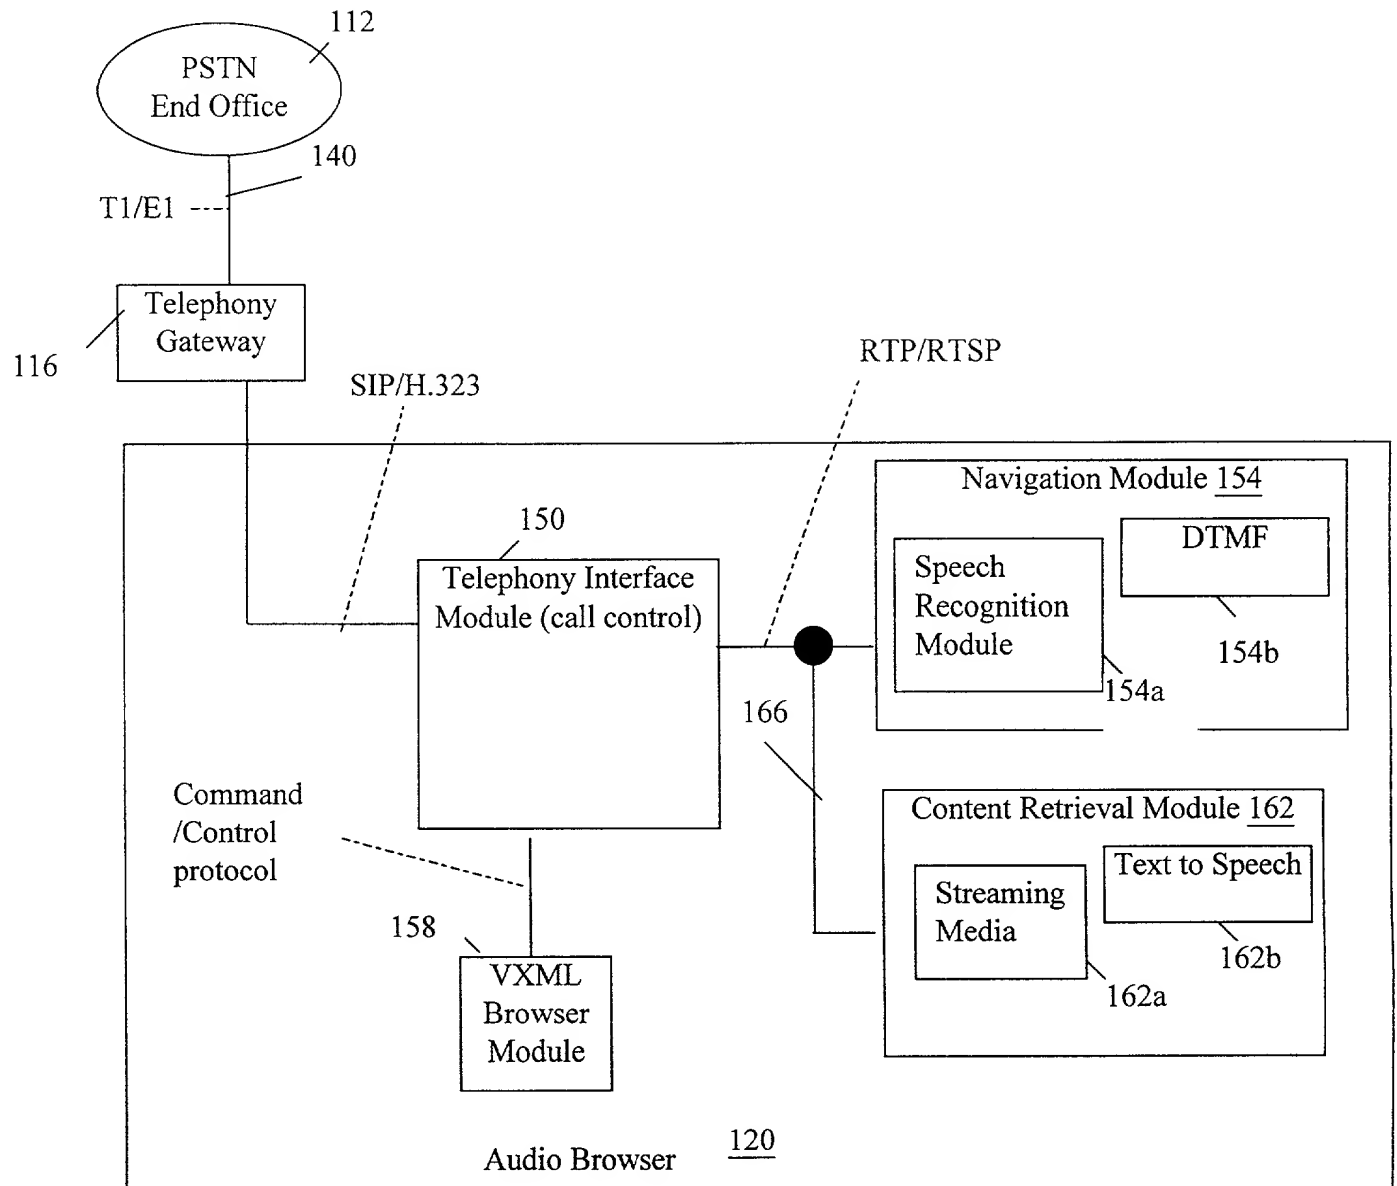 112
PSTN
End Office
140
T1/E1
Telephony
Gateway
116
SIP/H.323
RTP/RTSP
Navigation Module 154
150
DTMF
Telephony Interface
Module (call control)
Speech
Recognition
Module
154b
154a
166
Command
/Control
protocol
Content Retrieval Module 162
Text to Speech
Streaming
Media
158
162b
162a
VXML
Browser
Module
120
Audio Browser